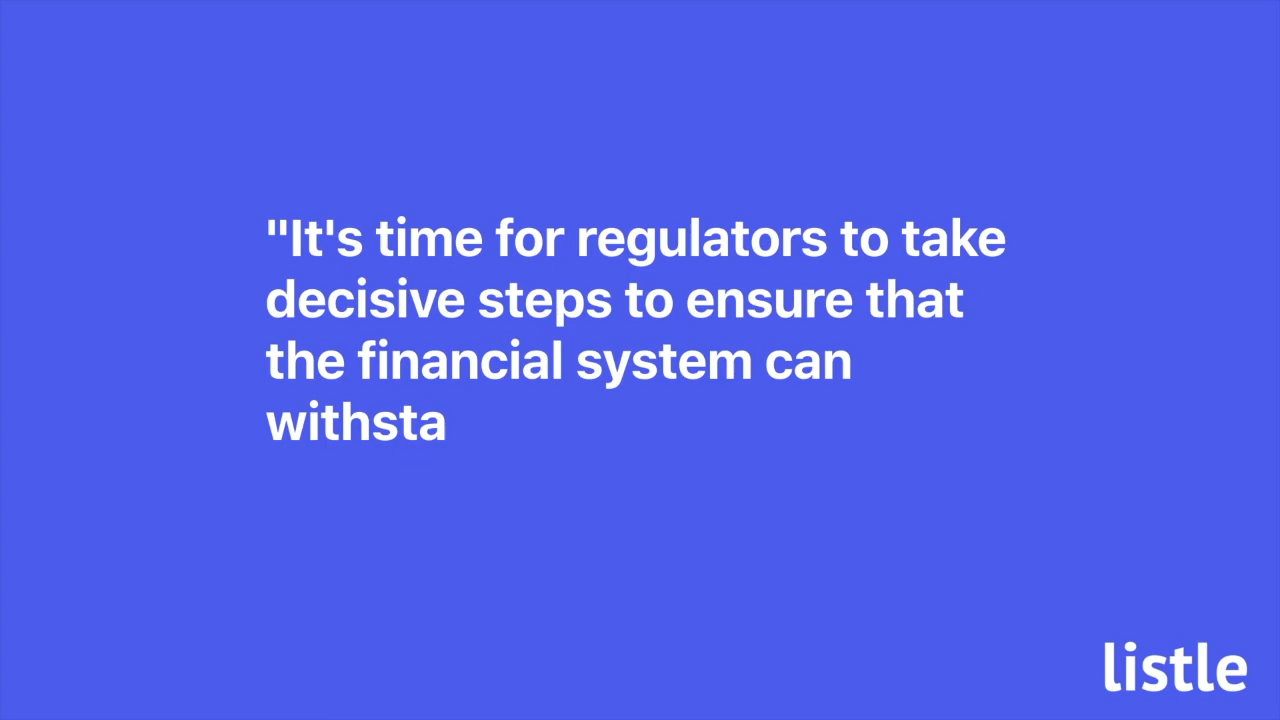 "It's time for regulators to take
decisive steps to ensure that
the financial system can
withsta
listle